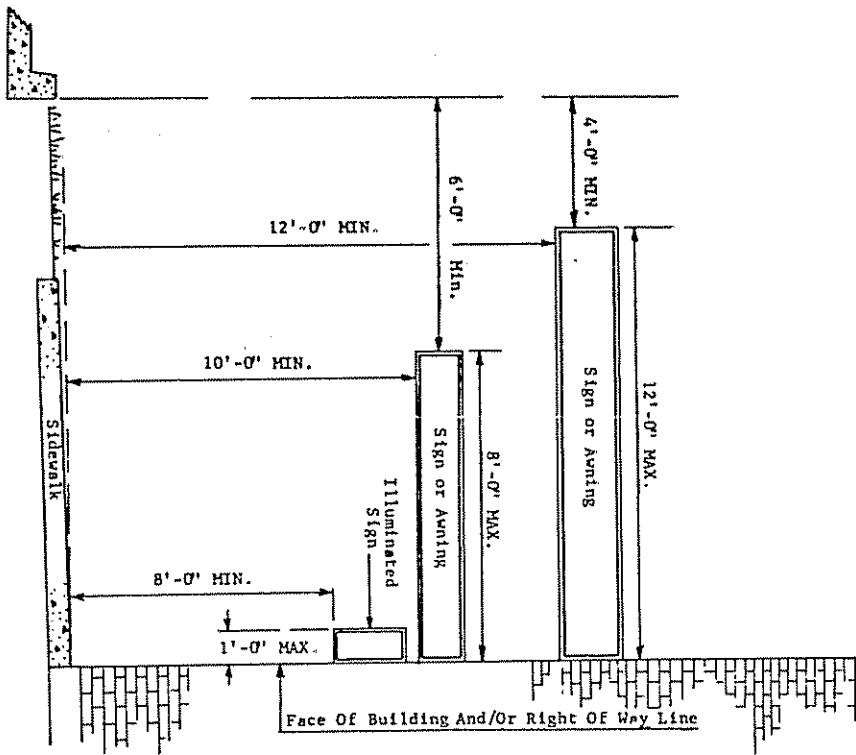 4'-0" MIN.
6'-0" Min.
12'-0" MIN.
10'-0" MIN.
Sign or Awning
12'-0" MAX.
Sign or Awning
8'-0" MAX.
Sidewalk
Illuminated
Sign
8'-0" MIN.
1'-0" MAX.
Face Of Building And/Or Right Of Way Line